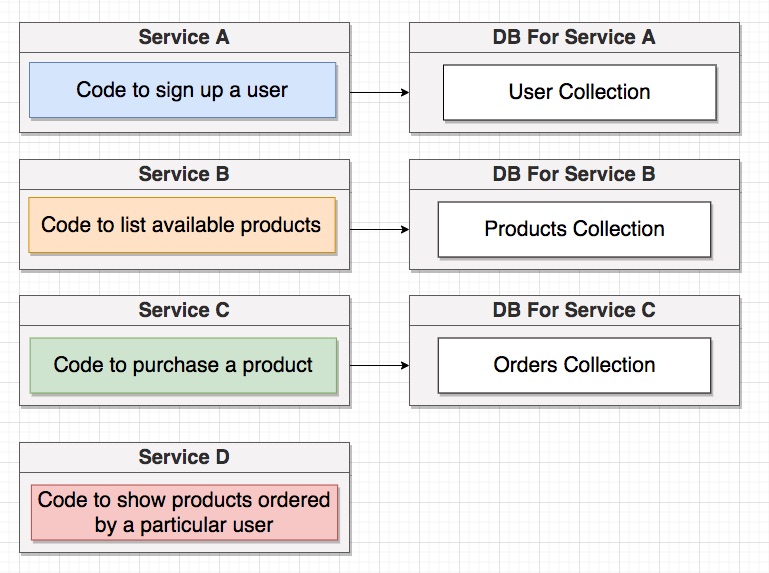 Service A
DB For Service A
Code to sign up a user
User Collection
Service B
DB For Service B
Code to list available products
Products Collection
Service C
DB For Service C
Code to purchase a product
Orders Collection
Service D
Code to show products ordered
by a particular user